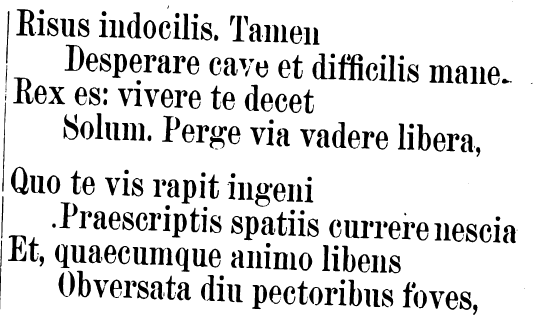 Risus indocilis. Tamen
Desperare cave et difficilis mane.
Rex es: vivere te decet
Solum. Perge via vadere libera,
Quo te vis rapit ingeni
Praescriptis spatiis currere nescia
Et, quaecumque animo libens
Obversata diu pectoribus foves,